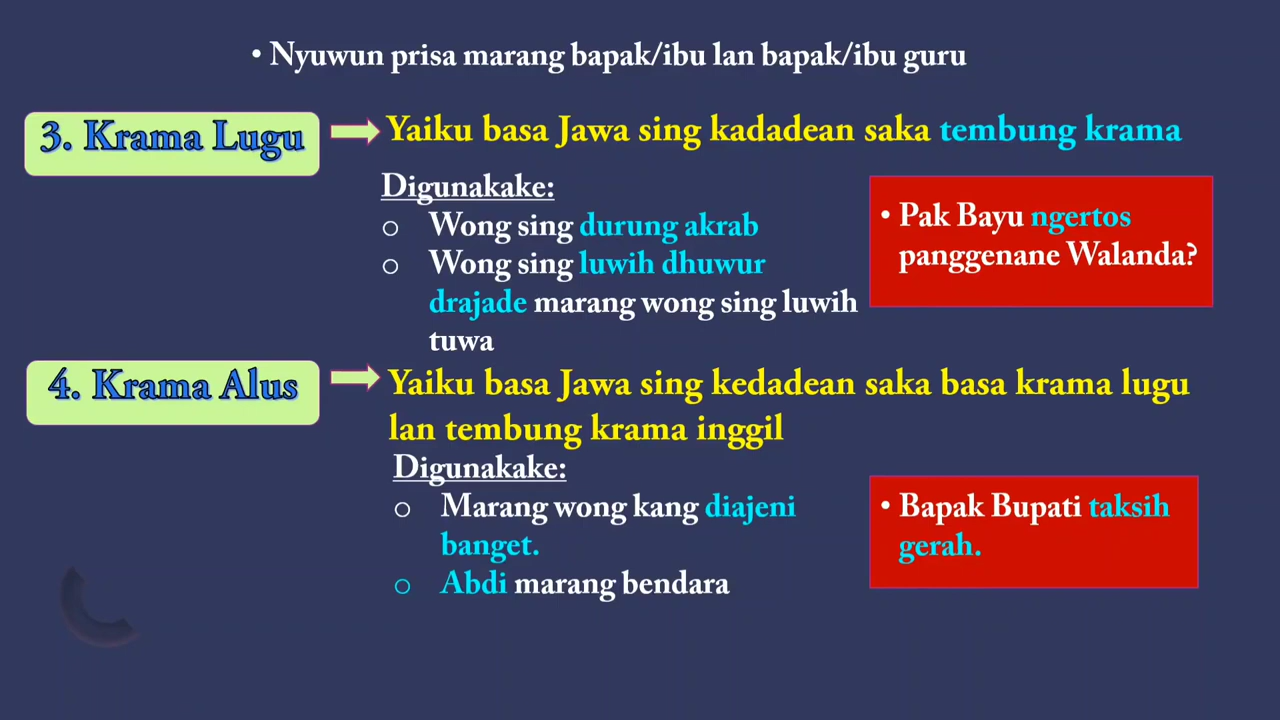 • Nyuwun prisa marang bapak/ibu lan bapak/ibu guru
3. Krama Lugu
Yaiku basa Jawa sing kadadean saka tembung krama
Digunakake:
o Wong sing durung akrab
o Wong sing luwih dhuwur
drajade marang wong sing luwih
tuwa
• Pak Bayu ngertos
panggenane Walanda?
4. Krama Alus
Yaiku basa Jawa sing kedadean saka basa krama lugu
lan tembung krama inggil
Digunakake:
o Marang wong kang diajeni
banget.
o Abdi marang bendara
• Bapak Bupati taksih
gerah.